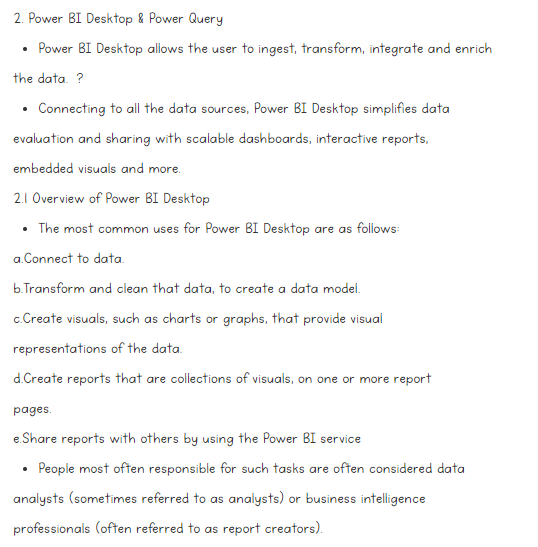 2. Power BI Desktop & Power Query
• Power BI Desktop allows the user to ingest, transform, integrate and enrich
the data. ?
• Connecting to all the data sources, Power BI Desktop simplifies data
evaluation and sharing with scalable dashboards, interactive reports,
embedded visuals and more.
2.1 Overview of Power BI Desktop
• The most common uses for Power BI Desktop are as follows:
a.Connect to data.
b.Transform and clean that data, to create a data model.
c.Create visuals, such as charts or graphs, that provide visual
representations of the data.
d.Create reports that are collections of visuals, on one or more report
pages.
e.Share reports with others by using the Power BI service
• People most often responsible for such tasks are often considered data
analysts (sometimes referred to as analysts) or business intelligence
professionals (often referred to as report creators).